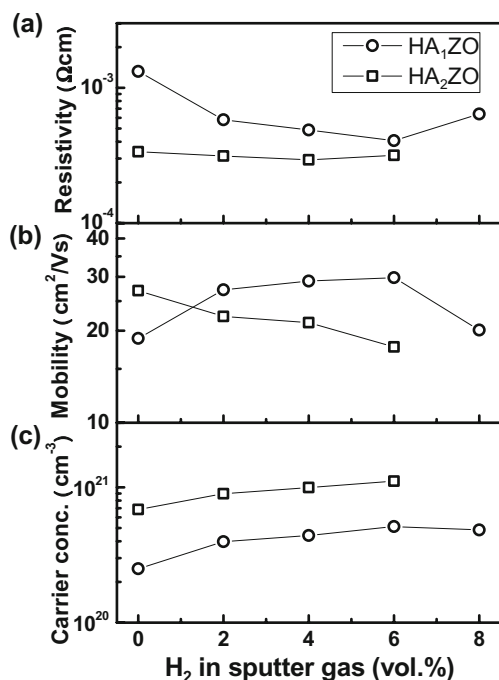 (a)
Resistivity (Ωcm)
10⁻³
10⁻⁴
HA₁ZO
HA₂ZO
(b)
Mobility (cm²/Vs)
40
30
20
10
(c)
Carrier conc. (cm⁻³)
10²¹
10²⁰
0 2 4 6 8
H₂ in sputter gas (vol.%)